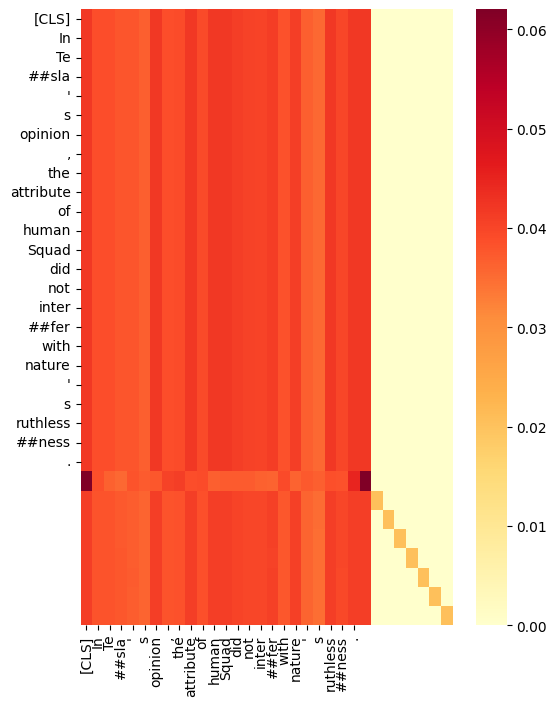 [CLS]
In
Te
##sla
'
s
opinion
,
the
attribute
of
human
Squad
did
not
inter
##fer
with
nature
'
s
ruthless
##ness
.
0.06
0.05
0.04
0.03
0.02
0.01
0.00
[CLS]
In
Te
##sla
'
s
opinion
,
the
attribute
of
human
Squad
did
not
inter
##fer
with
nature
'
s
ruthless
##ness
.